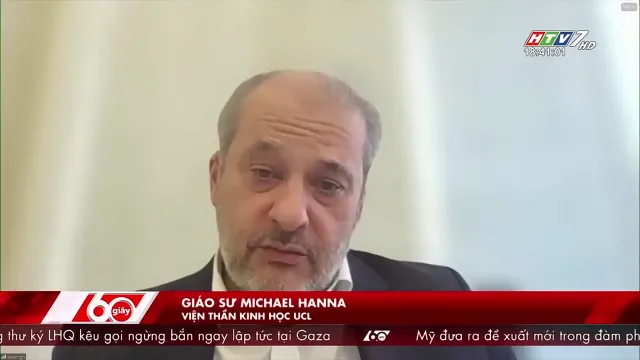 HTV7 HD
18:41:01
60 giây
GIÁO SƯ MICHAEL HANNA
VIỆN THẦN KINH HỌC UCL
thư ký LHQ kêu gọi ngừng bắn ngay lập tức tại Gaza 60 Mỹ đưa ra đề xuất mới trong đàm